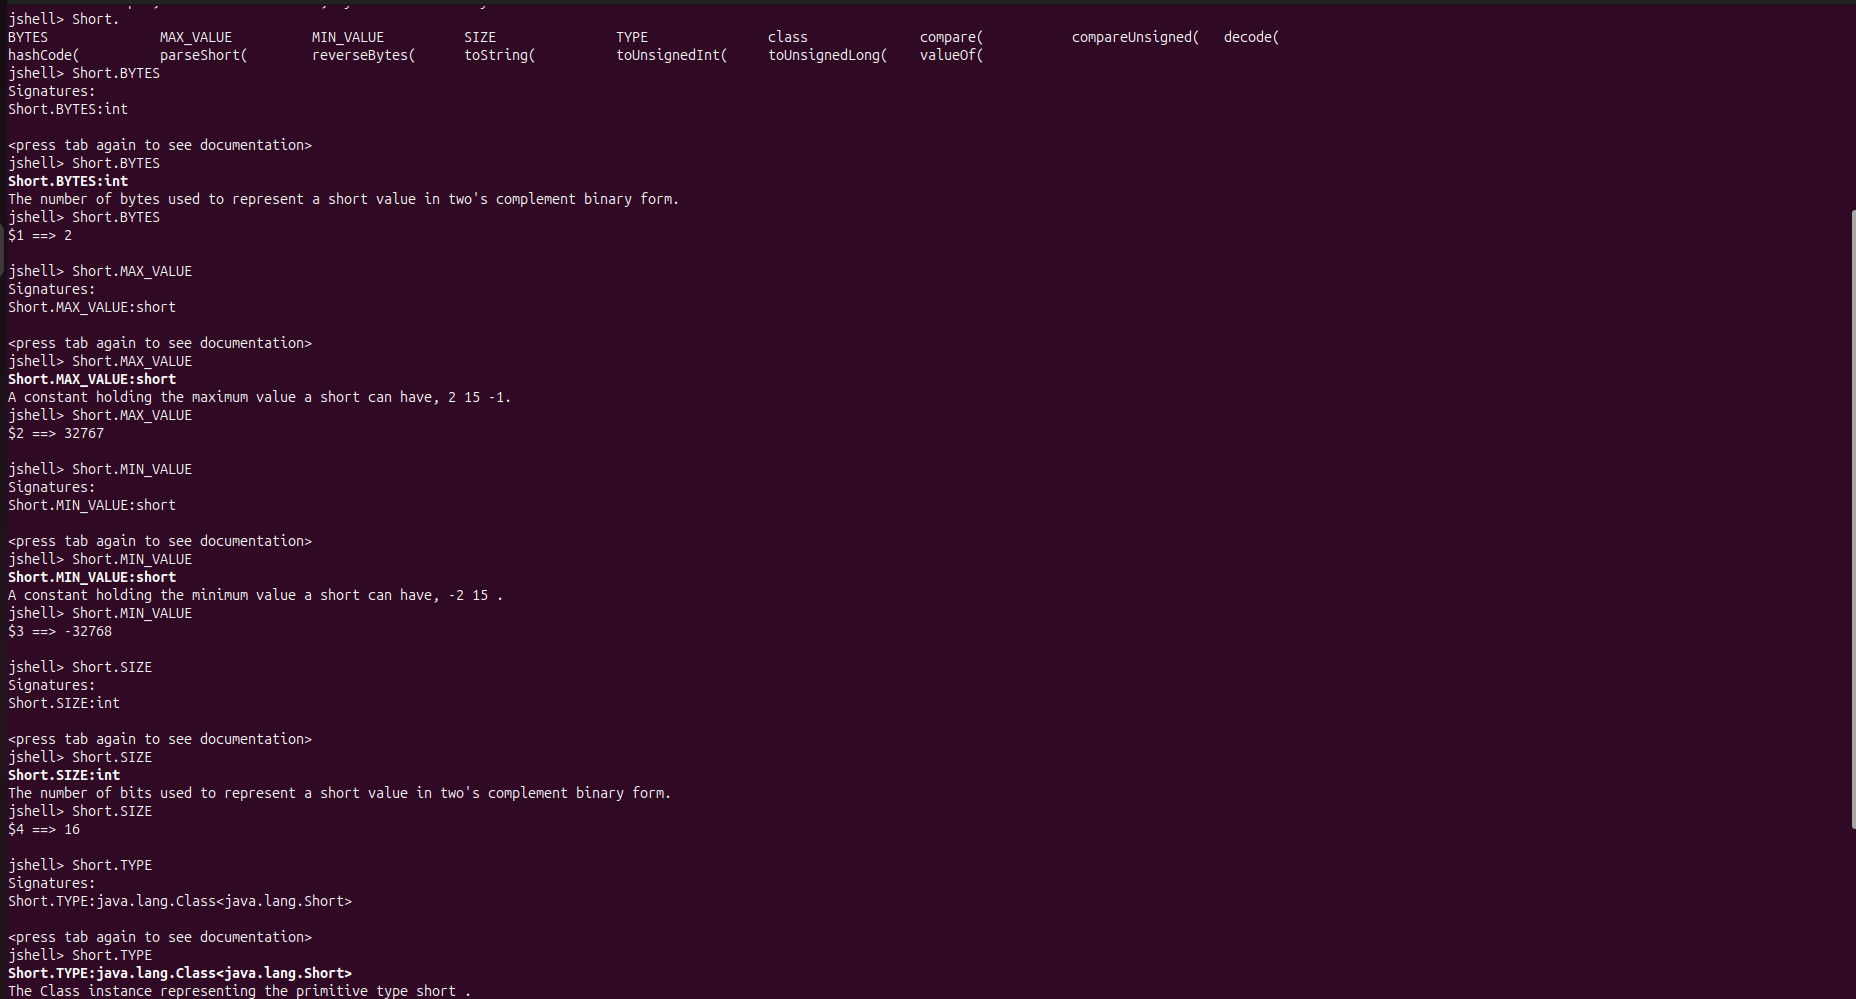 jshell> Short.
BYTES MAX_VALUE MIN_VALUE SIZE TYPE class compare( compareUnsigned( decode(
hashCode( parseShort( reverseBytes( toString( toUnsignedInt( toUnsignedLong( valueOf(
jshell> Short.BYTES
Signatures:
Short.BYTES:int

<press tab again to see documentation>
jshell> Short.BYTES
Short.BYTES:int
The number of bytes used to represent a short value in two's complement binary form.
jshell> Short.BYTES
$1 ==> 2

jshell> Short.MAX_VALUE
Signatures:
Short.MAX_VALUE:short

<press tab again to see documentation>
jshell> Short.MAX_VALUE
Short.MAX_VALUE:short
A constant holding the maximum value a short can have, 2 15 -1.
jshell> Short.MAX_VALUE
$2 ==> 32767

jshell> Short.MIN_VALUE
Signatures:
Short.MIN_VALUE:short

<press tab again to see documentation>
jshell> Short.MIN_VALUE
Short.MIN_VALUE:short
A constant holding the minimum value a short can have, -2 15 .
jshell> Short.MIN_VALUE
$3 ==> -32768

jshell> Short.SIZE
Signatures:
Short.SIZE:int

<press tab again to see documentation>
jshell> Short.SIZE
Short.SIZE:int
The number of bits used to represent a short value in two's complement binary form.
jshell> Short.SIZE
$4 ==> 16

jshell> Short.TYPE
Signatures:
Short.TYPE:java.lang.Class<java.lang.Short>

<press tab again to see documentation>
jshell> Short.TYPE
Short.TYPE:java.lang.Class<java.lang.Short>
The Class instance representing the primitive type short .